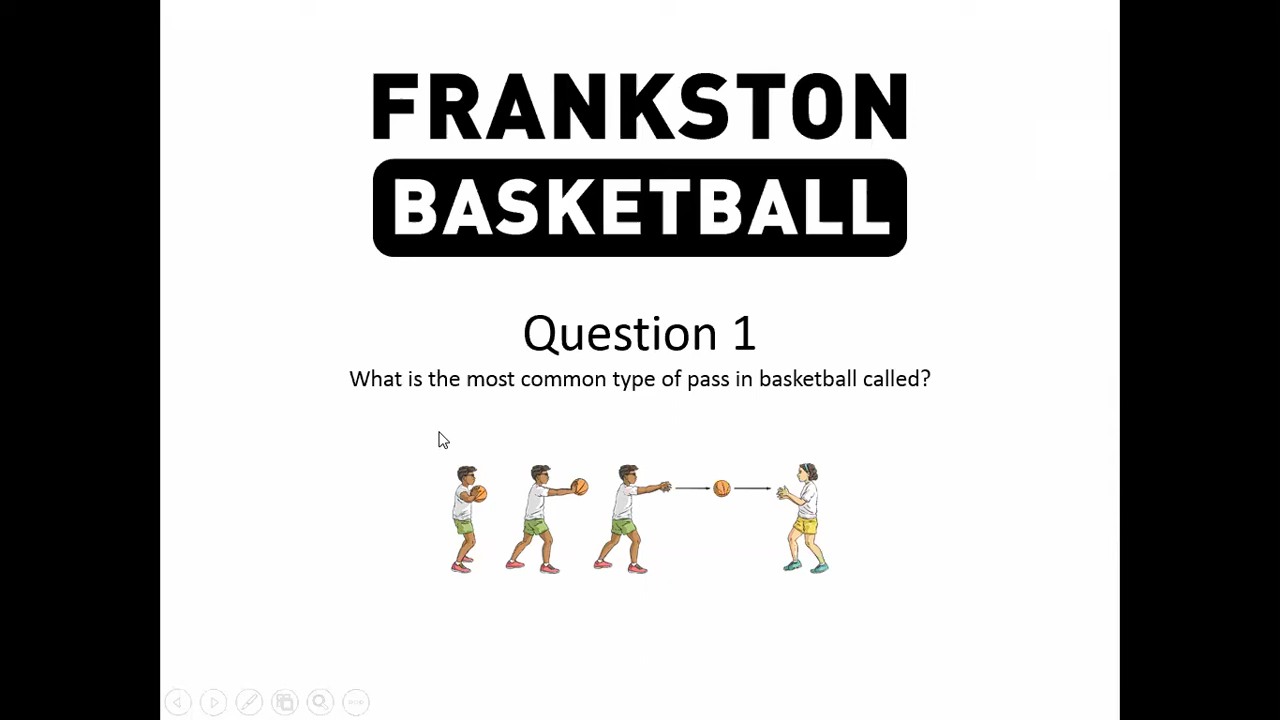 FRANKSTON
BASKETBALL
Question 1
What is the most common type of pass in basketball called?